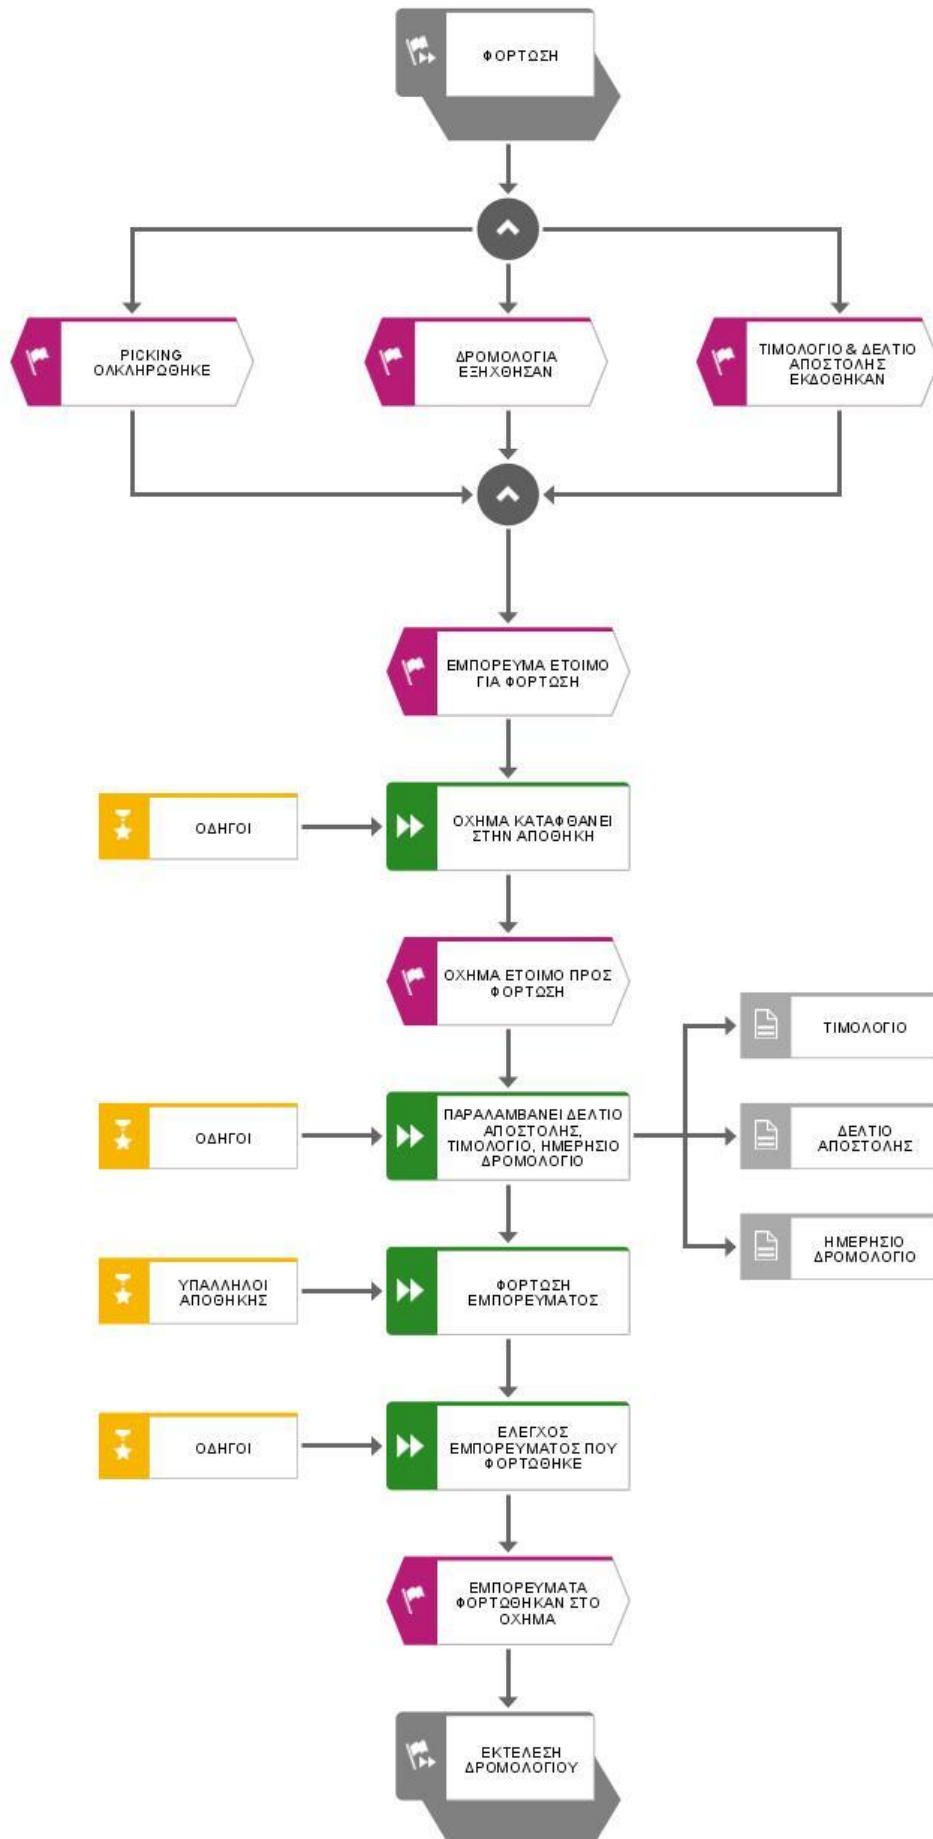 ΦΟΡΤΩΣΗ
PICKING
ΟΛΚΛΗΡΩΘΗΚΕ
ΔΡΟΜΟΛΟΓΙΑ
ΕΞΗΧΘΗΣΑΝ
ΤΙΜΟΛΟΓΙΟ & ΔΕΛΤΙΟ
ΑΠΟΣΤΟΛΗΣ
ΕΚΔΟΘΗΚΑΝ
ΕΜΠΟΡΕΥΜΑ ΕΤΟΙΜΟ
ΓΙΑ ΦΟΡΤΩΣΗ
ΟΔΗΓΟΙ
ΟΧΗΜΑ ΚΑΤΑΦΘΑΝΕΙ
ΣΤΗΝ ΑΠΟΘΗΚΗ
ΟΧΗΜΑ ΕΤΟΙΜΟ ΠΡΟΣ
ΦΟΡΤΩΣΗ
ΤΙΜΟΛΟΓΙΟ
ΟΔΗΓΟΙ
ΠΑΡΑΛΑΜΒΑΝΕΙ ΔΕΛΤΙΟ
ΑΠΟΣΤΟΛΗΣ,
ΤΙΜΟΛΟΓΙΟ, ΗΜΕΡΗΣΙΟ
ΔΡΟΜΟΛΟΓΙΟ
ΔΕΛΤΙΟ
ΑΠΟΣΤΟΛΗΣ
ΗΜΕΡΗΣΙΟ
ΔΡΟΜΟΛΟΓΙΟ
ΥΠΑΛΛΗΛΟΙ
ΑΠΟΘΗΚΗΣ
ΦΟΡΤΩΣΗ
ΕΜΠΟΡΕΥΜΑΤΟΣ
ΟΔΗΓΟΙ
ΕΛΕΓΧΟΣ
ΕΜΠΟΡΕΥΜΑΤΟΣ ΠΟΥ
ΦΟΡΤΩΘΗΚΕ
ΕΜΠΟΡΕΥΜΑΤΑ
ΦΟΡΤΩΘΗΚΑΝ ΣΤΟ
ΟΧΗΜΑ
ΕΚΤΕΛΕΣΗ
ΔΡΟΜΟΛΟΓΙΟΥ